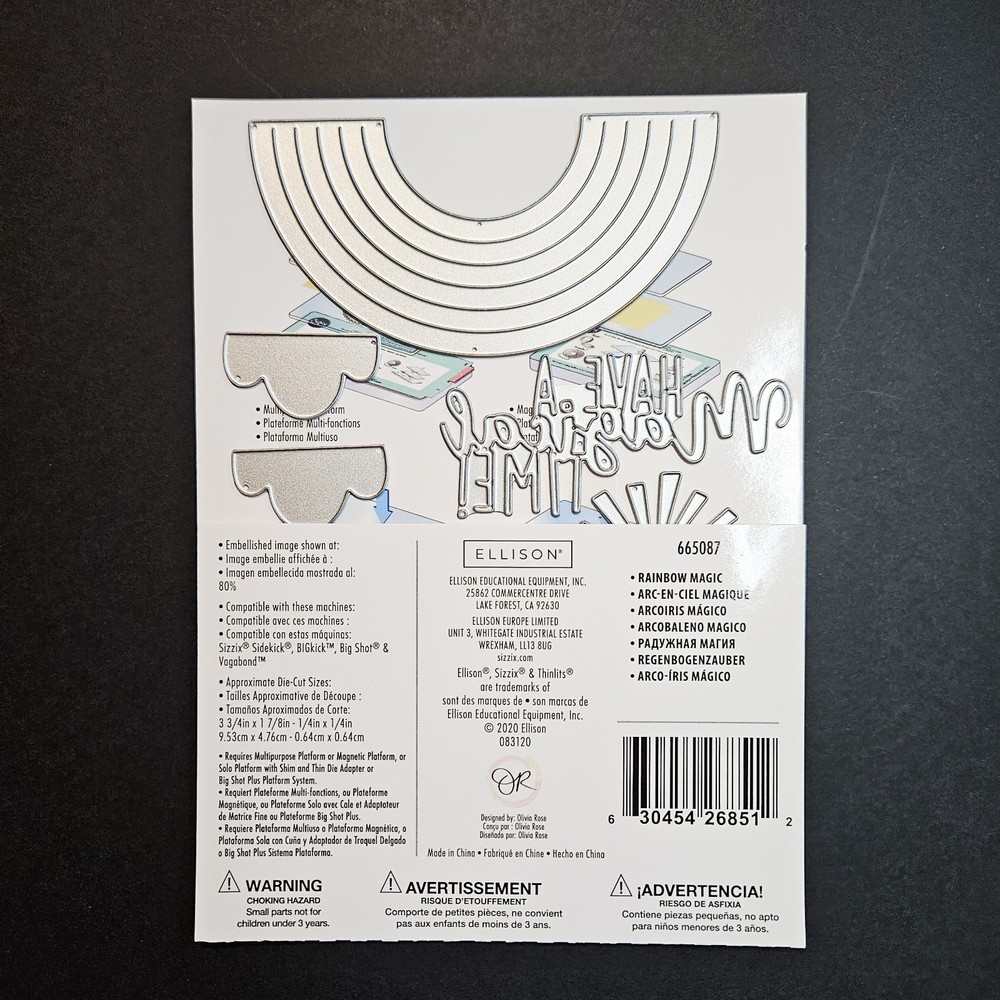 HAVE
A
Magical
TIME!
• Plateforme Multi-fonctions
• Plataforma Multiuso
• Embellished image shown at:
• Image embellie affichée à :
• Imagen embellecida mostrada al:
80%
• Compatible with these machines:
• Compatible avec ces machines :
• Compatible con estas máquinas:
Sizzix® Sidekick®, BIGkick™, Big Shot® &
Vagabond™
• Approximate Die-Cut Sizes:
• Tailles Approximative de Découpe :
• Tamaños Aproximados de Corte:
3 3/4in x 1 7/8in - 1/4in x 1/4in
9.53cm x 4.76cm - 0.64cm x 0.64cm
• Requires Multipurpose Platform or Magnetic Platform, or
Solo Platform with Shim and Thin Die Adapter or
Big Shot Plus Platform System.
• Requiert Plateforme Multi-fonctions, ou Plateforme
Magnétique, ou Plateforme Solo avec Cale et Adaptateur
de Matrice Fine ou Plateforme Big Shot Plus.
• Requiere Plataforma Multiuso o Plataforma Magnética, o
Plataforma Sola con Cuña y Adaptador de Troquel Delgado
o Big Shot Plus Sistema Plataforma.
ELLISON®
ELLISON EDUCATIONAL EQUIPMENT, INC.
25862 COMMERCENTRE DRIVE
LAKE FOREST, CA 92630
ELLISON EUROPE LIMITED
UNIT 3, WHITEGATE INDUSTRIAL ESTATE
WREXHAM, LL13 8UG
sizzix.com
Ellison®, Sizzix® & Thinlits®
are trademarks of
sont des marques de • son marcas de
Ellison Educational Equipment, Inc.
© 2020 Ellison
083120
OR
Designed by: Olivia Rose
Conçu par : Olivia Rose
Diseñado por: Olivia Rose
Made in China • Fabriqué en Chine • Hecho en China
665087
• RAINBOW MAGIC
• ARC-EN-CIEL MAGIQUE
• ARCOIRIS MÁGICO
• ARCOBALENO MAGICO
• РАДУЖНАЯ МАГИЯ
• REGENBOGENZAUBER
• ARCO-ÍRIS MÁGICO
6 30454 26851 2
WARNING
CHOKING HAZARD
Small parts not for
children under 3 years.
AVERTISSEMENT
RISQUE D'ETOUFFEMENT
Comporte de petites pièces, ne convient
pas aux enfants de moins de 3 ans.
¡ADVERTENCIA!
RIESGO DE ASFIXIA
Contiene piezas pequeñas, no apto
para niños menores de 3 años.